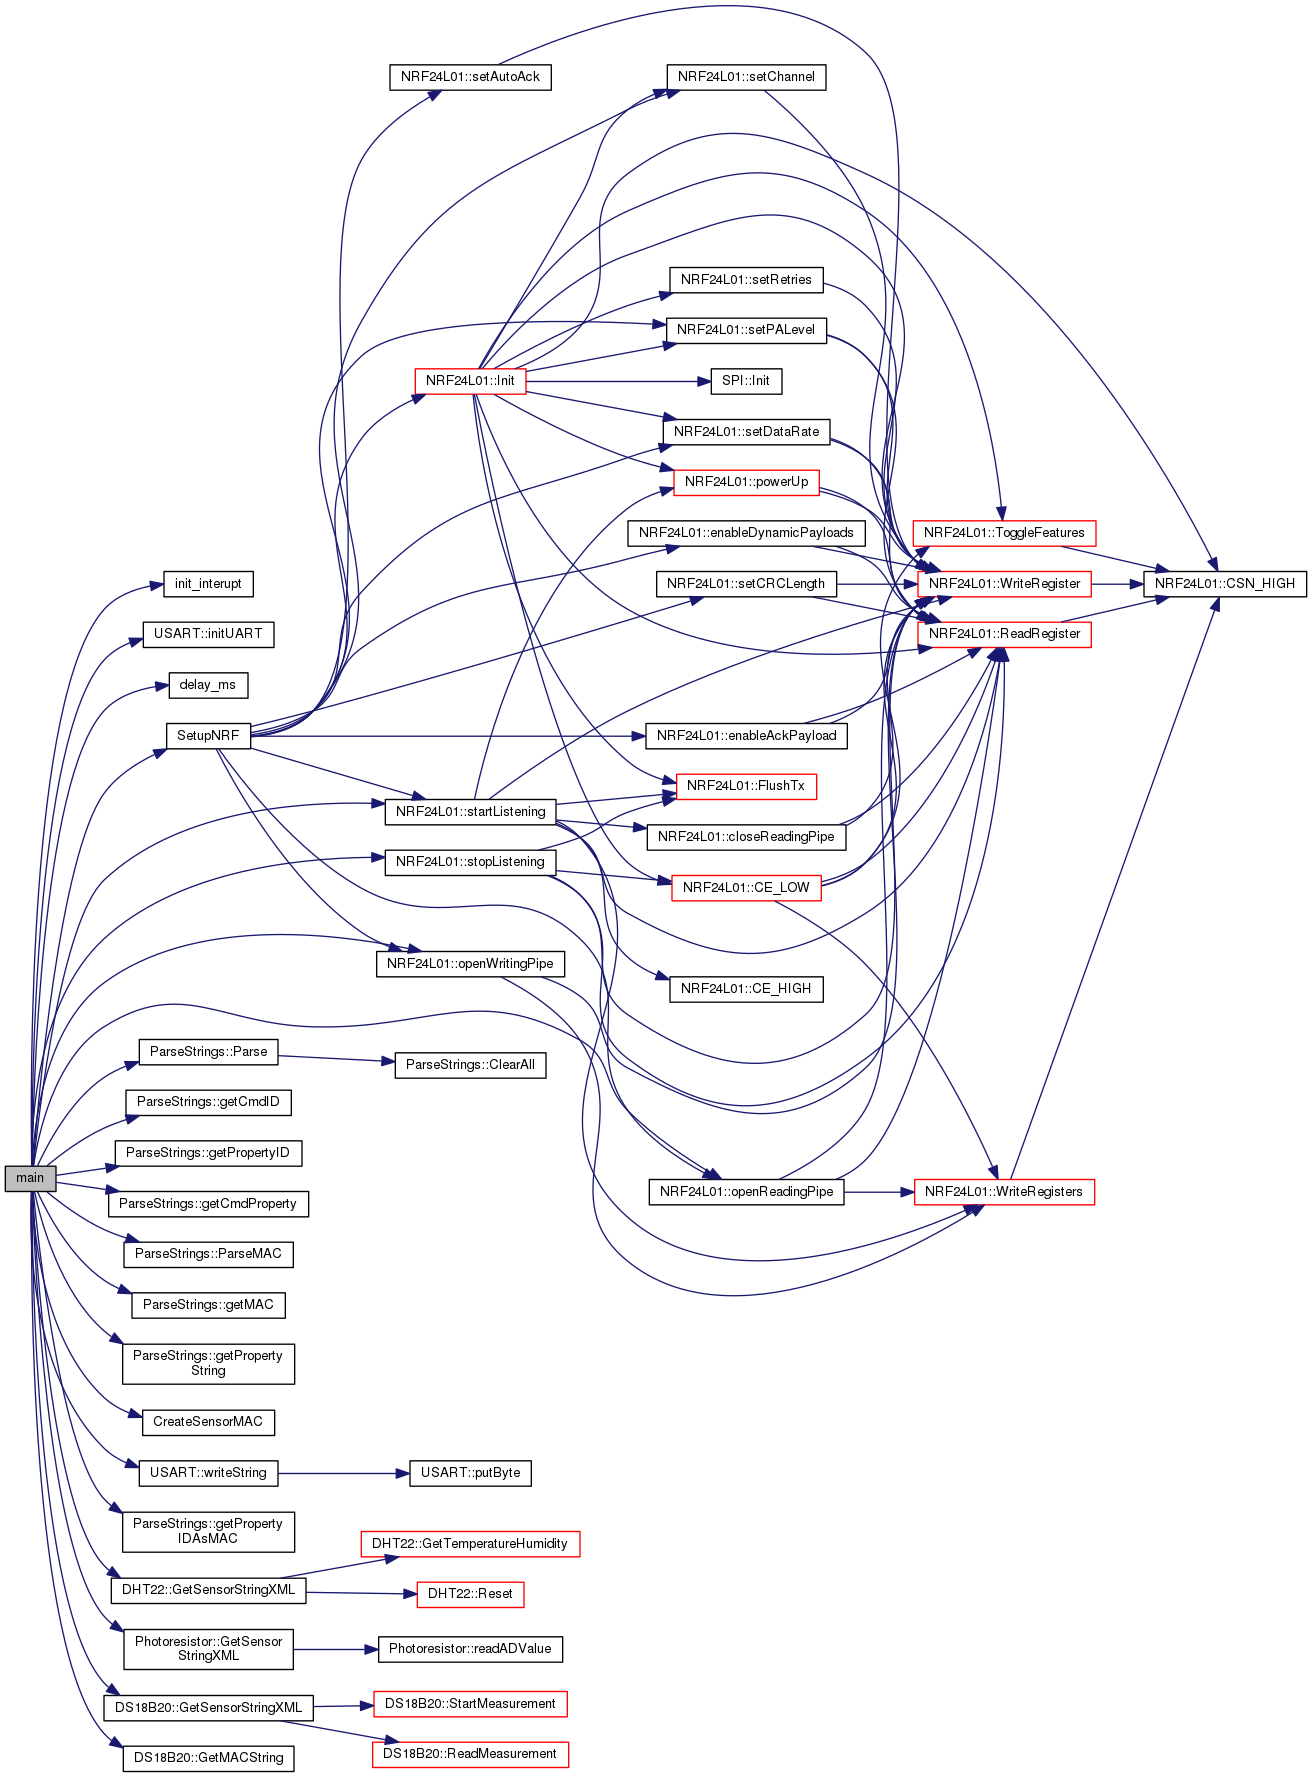 NRF24L01::setAutoAck
NRF24L01::setChannel
NRF24L01::setRetries
NRF24L01::setPALevel
NRF24L01::Init
SPI::Init
NRF24L01::setDataRate
NRF24L01::powerUp
NRF24L01::enableDynamicPayloads
NRF24L01::ToggleFeatures
init_interupt
NRF24L01::setCRCLength
NRF24L01::WriteRegister
NRF24L01::CSN_HIGH
USART::initUART
NRF24L01::ReadRegister
delay_ms
SetupNRF
NRF24L01::enableAckPayload
NRF24L01::FlushTx
NRF24L01::startListening
NRF24L01::closeReadingPipe
NRF24L01::stopListening
NRF24L01::CE_LOW
NRF24L01::openWritingPipe
NRF24L01::CE_HIGH
ParseStrings::Parse
ParseStrings::ClearAll
ParseStrings::getCmdID
ParseStrings::getPropertyID
main
ParseStrings::getCmdProperty
NRF24L01::openReadingPipe
NRF24L01::WriteRegisters
ParseStrings::ParseMAC
ParseStrings::getMAC
ParseStrings::getProperty
String
CreateSensorMAC
USART::writeString
USART::putByte
ParseStrings::getProperty
IDAsMAC
DHT22::GetTemperatureHumidity
DHT22::GetSensorStringXML
DHT22::Reset
Photoresistor::GetSensor
StringXML
Photoresistor::readADValue
DS18B20::GetSensorStringXML
DS18B20::StartMeasurement
DS18B20::GetMACString
DS18B20::ReadMeasurement